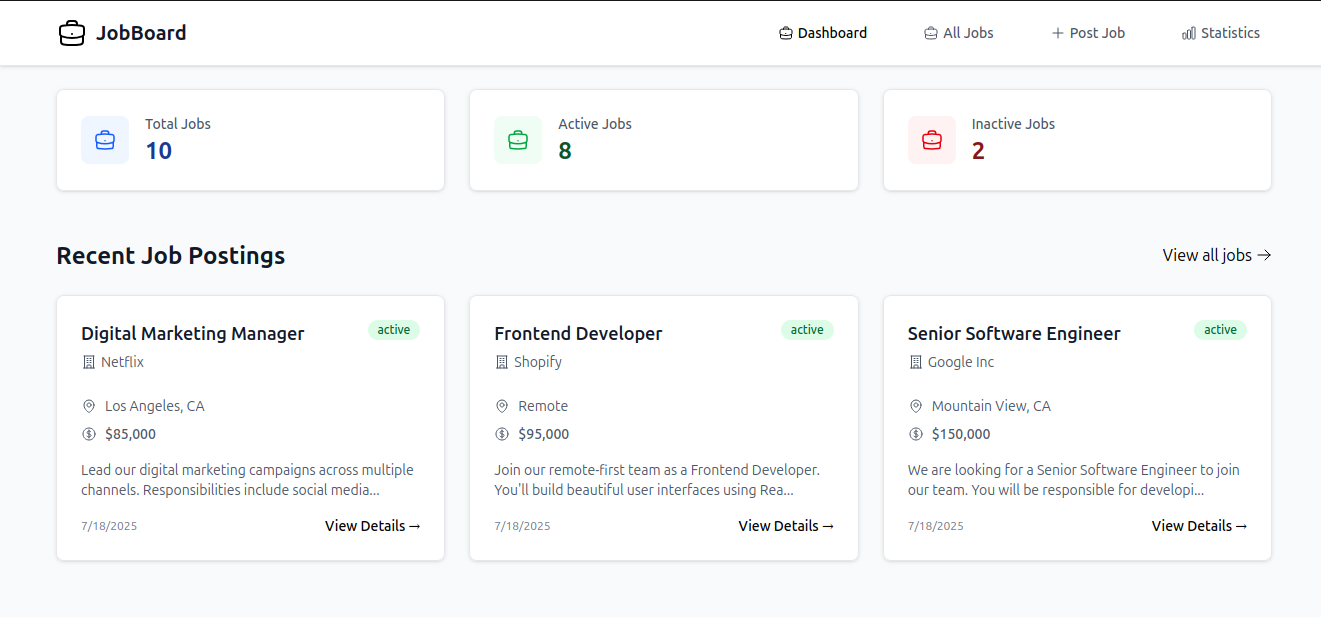 JobBoard
Dashboard
All Jobs
Post Job
Statistics
Total Jobs
10
Active Jobs
8
Inactive Jobs
2
Recent Job Postings
View all jobs →
Digital Marketing Manager
active
Netflix
Los Angeles, CA
$85,000
Lead our digital marketing campaigns across multiple
channels. Responsibilities include social media...
7/18/2025
View Details →
Frontend Developer
active
Shopify
Remote
$95,000
Join our remote-first team as a Frontend Developer.
You'll build beautiful user interfaces using Rea...
7/18/2025
View Details →
Senior Software Engineer
active
Google Inc
Mountain View, CA
$150,000
We are looking for a Senior Software Engineer to join
our team. You will be responsible for developi...
7/18/2025
View Details →